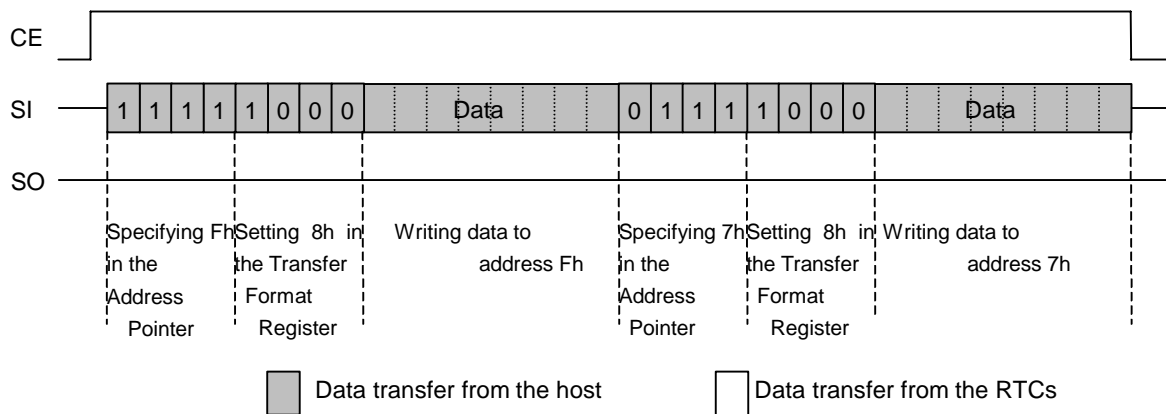 CE
SI 1 1 1 1 1 0 0 0 Data 0 1 1 1 1 0 0 0 Data
SO
Specifying Fh Setting 8h in Writing data to Specifying 7h Setting 8h in Writing data to
in the the Transfer address Fh in the the Transfer address 7h
Address Format Address Format
Pointer Register Pointer Register
Data transfer from the host Data transfer from the RTCs